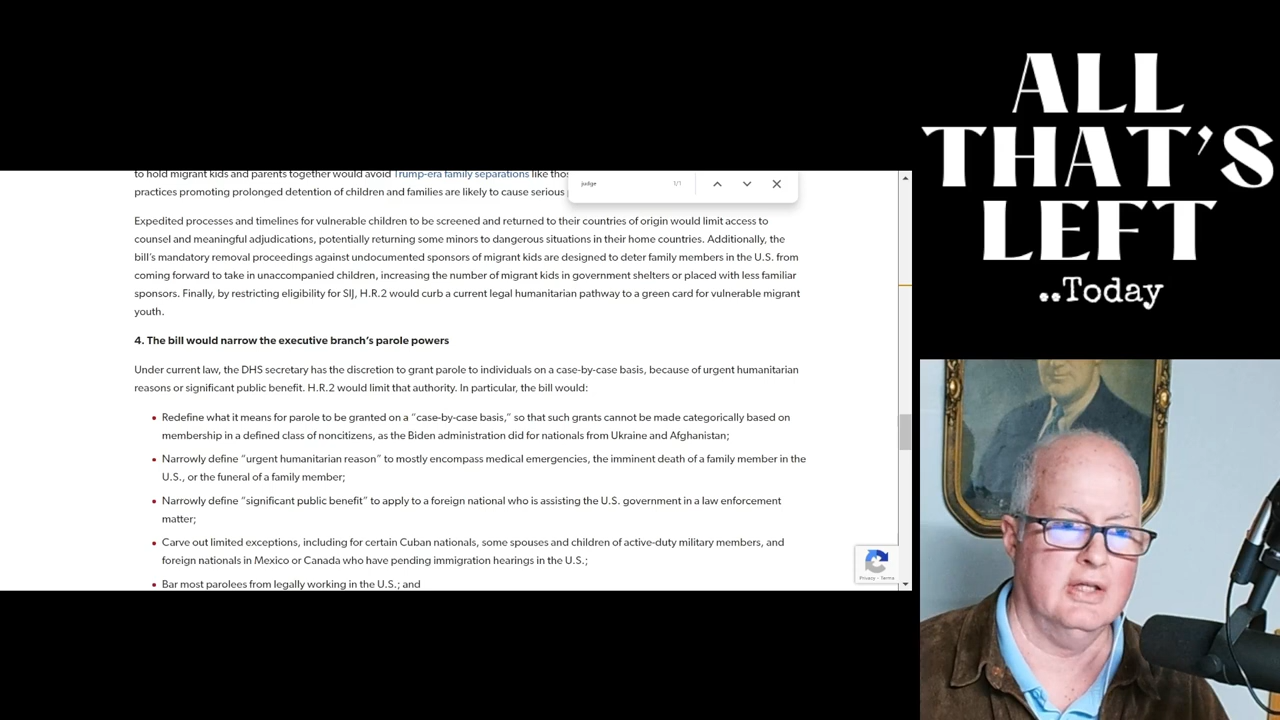 to hold migrant kids and parents together would avoid Trump-era family separations like thos
practices promoting prolonged detention of children and families are likely to cause serious
judge
1/1
Expedited processes and timelines for vulnerable children to be screened and returned to their countries of origin would limit access to
counsel and meaningful adjudications, potentially returning some minors to dangerous situations in their home countries. Additionally, the
bill’s mandatory removal proceedings against undocumented sponsors of migrant kids are designed to deter family members in the U.S. from
coming forward to take in unaccompanied children, increasing the number of migrant kids in government shelters or placed with less familiar
sponsors. Finally, by restricting eligibility for SIJ, H.R.2 would curb a current legal humanitarian pathway to a green card for vulnerable migrant
youth.
4. The bill would narrow the executive branch’s parole powers
Under current law, the DHS secretary has the discretion to grant parole to individuals on a case-by-case basis, because of urgent humanitarian
reasons or significant public benefit. H.R.2 would limit that authority. In particular, the bill would:
• Redefine what it means for parole to be granted on a “case-by-case basis,” so that such grants cannot be made categorically based on
membership in a defined class of noncitizens, as the Biden administration did for nationals from Ukraine and Afghanistan;
• Narrowly define “urgent humanitarian reason” to mostly encompass medical emergencies, the imminent death of a family member in the
U.S., or the funeral of a family member;
• Narrowly define “significant public benefit” to apply to a foreign national who is assisting the U.S. government in a law enforcement
matter;
• Carve out limited exceptions, including for certain Cuban nationals, some spouses and children of active-duty military members, and
foreign nationals in Mexico or Canada who have pending immigration hearings in the U.S.;
• Bar most parolees from legally working in the U.S.; and
Privacy - Terms
ALL
THAT’S
LEFT
..Today